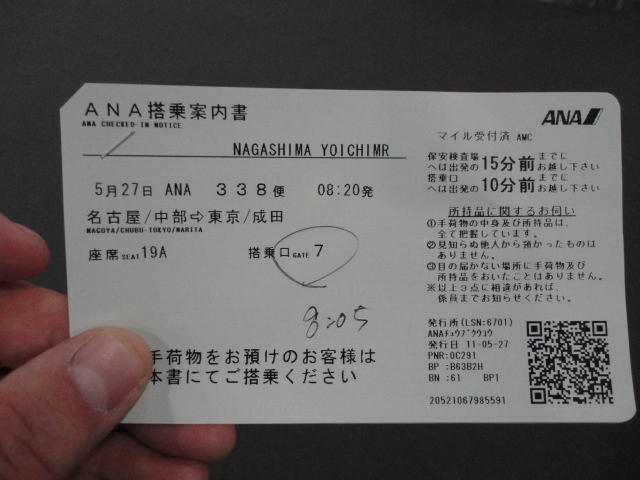 ANA搭乗案内書
ANA CHECKED-IN NOTICE
ANA
マイル受付済 AMC
NAGASHIMA YOICHIMR
保安検査場
へは出発の15分前までにお越し下さい
搭乗口
へは出発の10分前までにお越し下さい
5月27日 ANA 338便 08:20発
名古屋/中部⇨東京/成田
NAGOYA/CHUBU-TOKYO/NARITA
座席SEAT19A 搭乗口GATE 7
8:05
所持品に関するお伺い
①手荷物の中身及び所持品は、
全て把握しています。
②見知らぬ他人から預かったものは
ありません。
③目の届かない場所に手荷物及び
所持品をおいたことはありません。
※以上3点に相違があれば、
係員までお知らせください。
手荷物をお預けのお客様は
本書にてご搭乗ください
発行所(LSN:6701)
ANAチュウブクウコウ
発行日 11-05-27
PNR:0C291
BP :B63B2H
BN :61 BP1
20521067985591